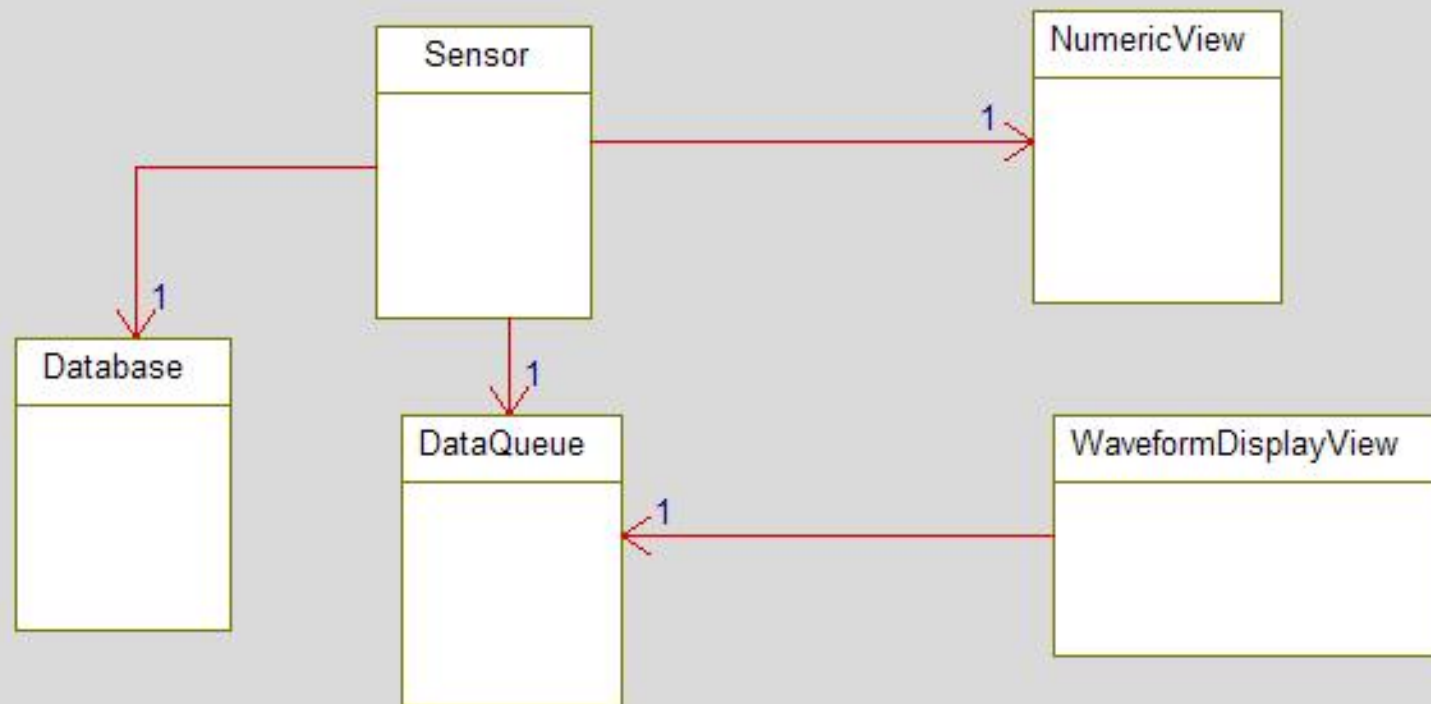 Sensor
NumericView
1
1
Database
1
DataQueue
WaveformDisplayView
1